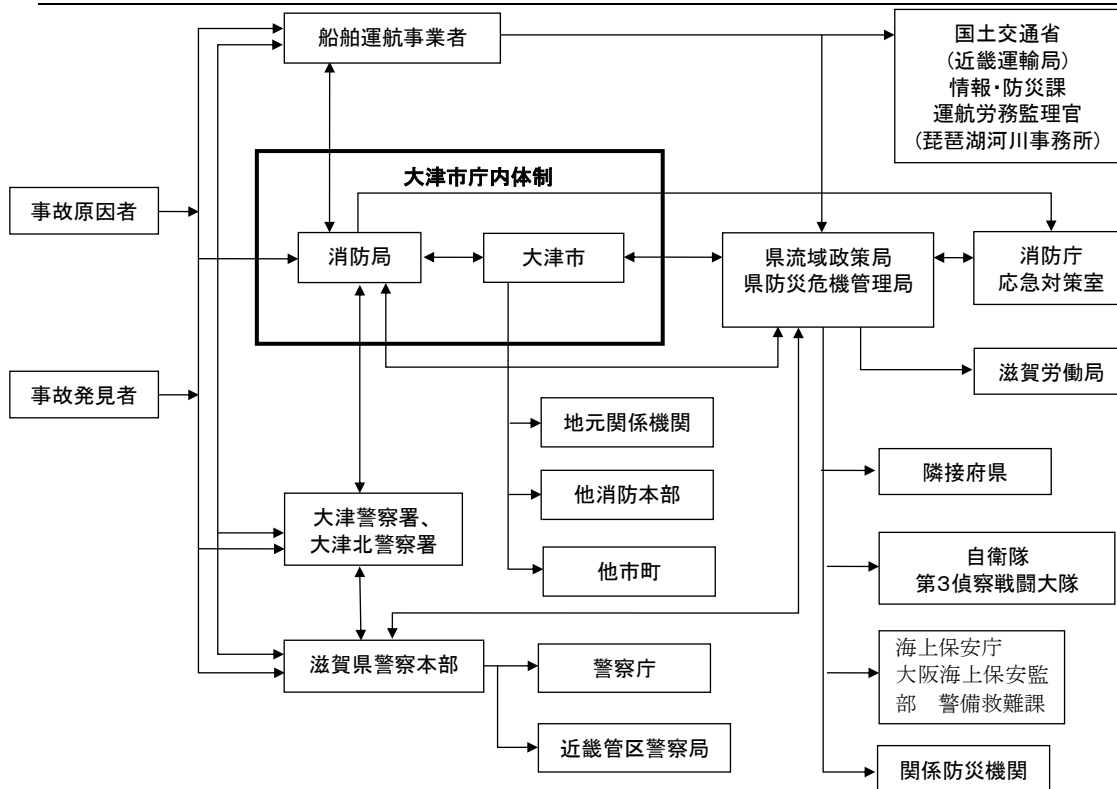 船舶運航事業者
国土交通省
(近畿運輸局)
情報・防災課
運航労務監理官
(琵琶湖河川事務所)
大津市庁内体制
事故原因者
消防局
大津市
県流域政策局
県防災危機管理局
消防庁
応急対策室
事故発見者
滋賀労働局
地元関係機関
隣接府県
他消防本部
大津警察署、
大津北警察署
他市町
自衛隊
第3偵察戦闘大隊
滋賀県警察本部
警察庁
海上保安庁
大阪海上保安監
部　警備救難課
近畿管区警察局
関係防災機関